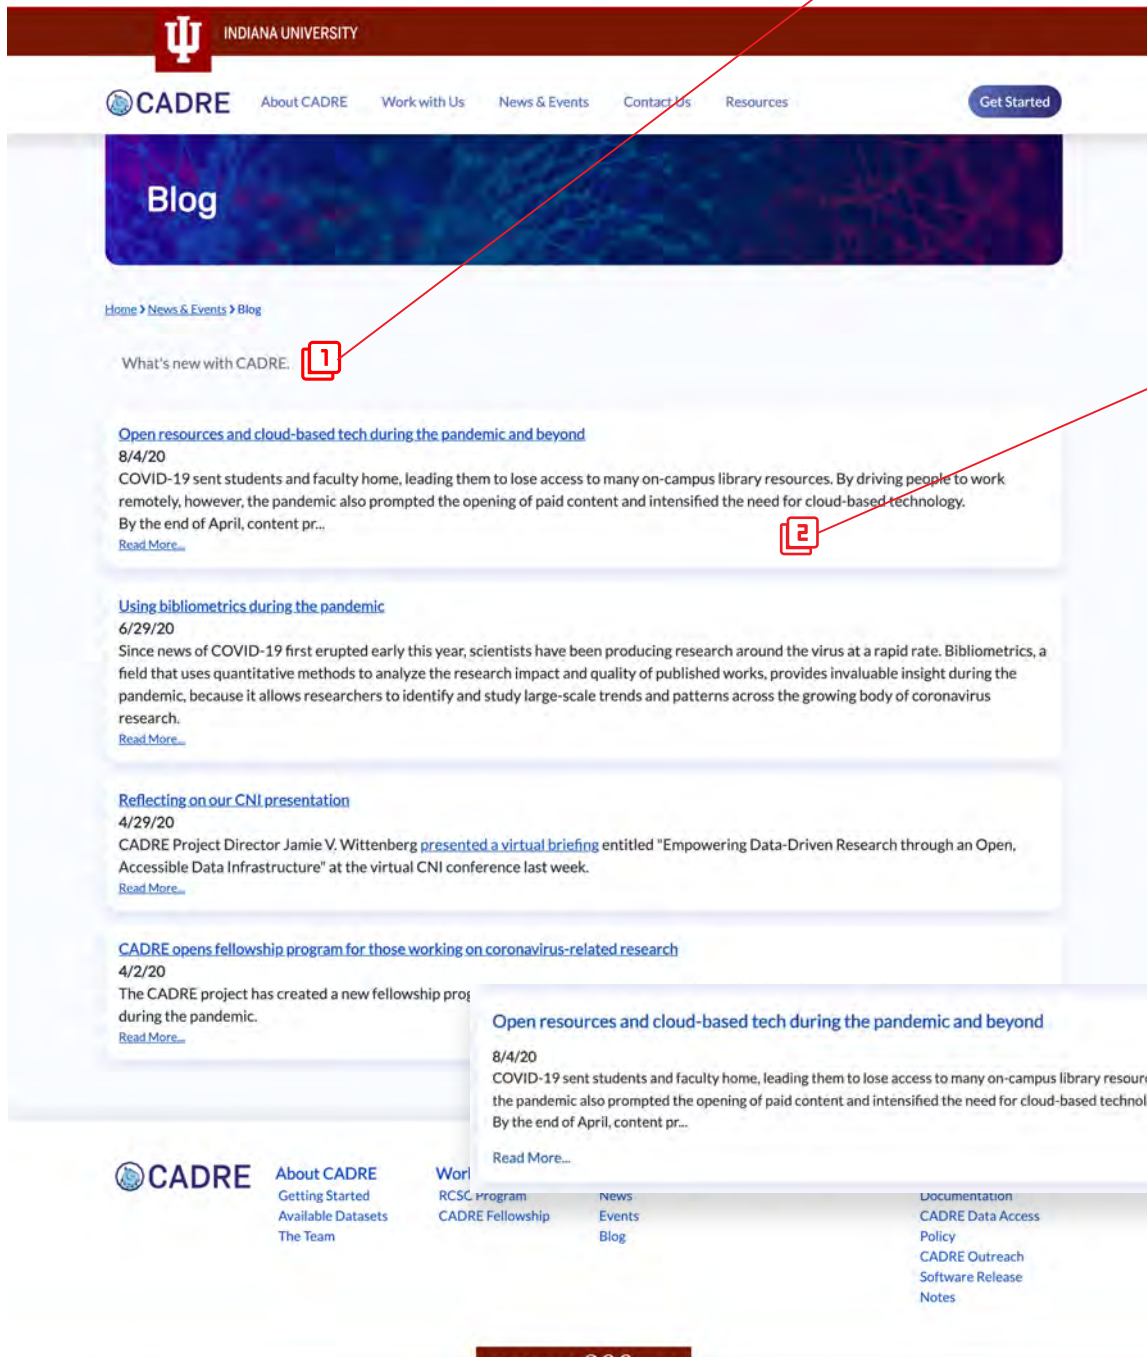 INDIANA UNIVERSITY
CADRE
About CADRE
Work with Us
News & Events
Contact Us
Resources
Get Started
Blog
Home > News & Events > Blog
What's new with CADRE.
1
Open resources and cloud-based tech during the pandemic and beyond
8/4/20
COVID-19 sent students and faculty home, leading them to lose access to many on-campus library resources. By driving people to work
remotely, however, the pandemic also prompted the opening of paid content and intensified the need for cloud-based technology.
By the end of April, content pr...
Read More...
2
Using bibliometrics during the pandemic
6/29/20
Since news of COVID-19 first erupted early this year, scientists have been producing research around the virus at a rapid rate. Bibliometrics, a
field that uses quantitative methods to analyze the research impact and quality of published works, provides invaluable insight during the
pandemic, because it allows researchers to identify and study large-scale trends and patterns across the growing body of coronavirus
research.
Read More...
Reflecting on our CNI presentation
4/29/20
CADRE Project Director Jamie V. Wittenberg presented a virtual briefing entitled "Empowering Data-Driven Research through an Open,
Accessible Data Infrastructure" at the virtual CNI conference last week.
Read More...
CADRE opens fellowship program for those working on coronavirus-related research
4/2/20
The CADRE project has created a new fellowship prog
during the pandemic.
Read More...
Open resources and cloud-based tech during the pandemic and beyond
8/4/20
COVID-19 sent students and faculty home, leading them to lose access to many on-campus library resour
the pandemic also prompted the opening of paid content and intensified the need for cloud-based technol
By the end of April, content pr...
Read More...
CADRE
About CADRE
Getting Started
Available Datasets
The Team
Wor
RCSC Program
CADRE Fellowship
News
Events
Blog
Documentation
CADRE Data Access
Policy
CADRE Outreach
Software Release
Notes